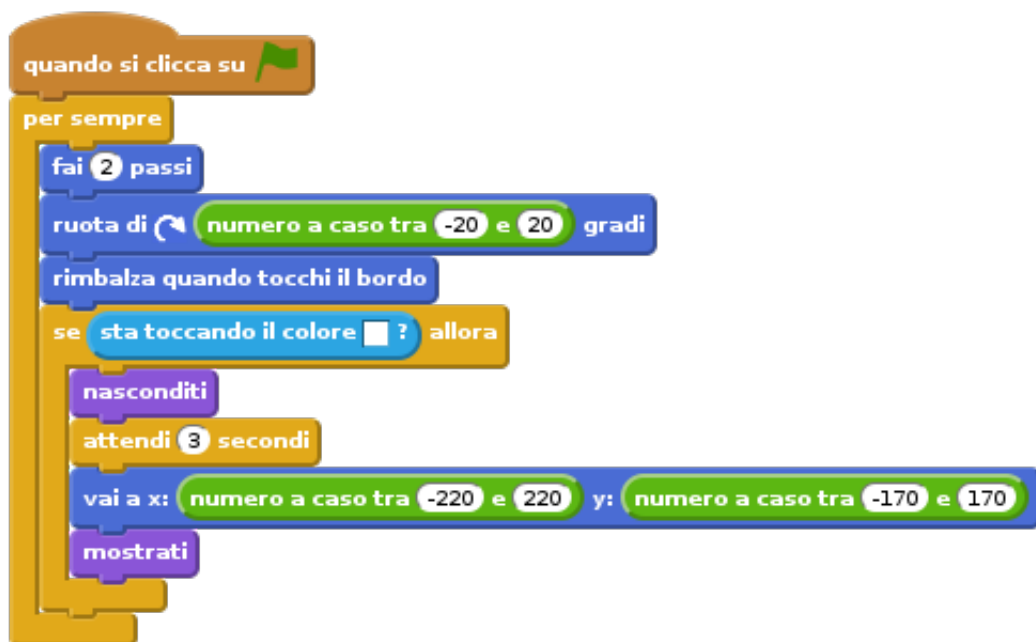 quando si clicca su
per sempre
fai 2 passi
ruota di numero a caso tra -20 e 20 gradi
rimbalza quando tocchi il bordo
se sta toccando il colore ? allora
nasconditi
attendi 3 secondi
vai a x: numero a caso tra -220 e 220 y: numero a caso tra -170 e 170
mostrati